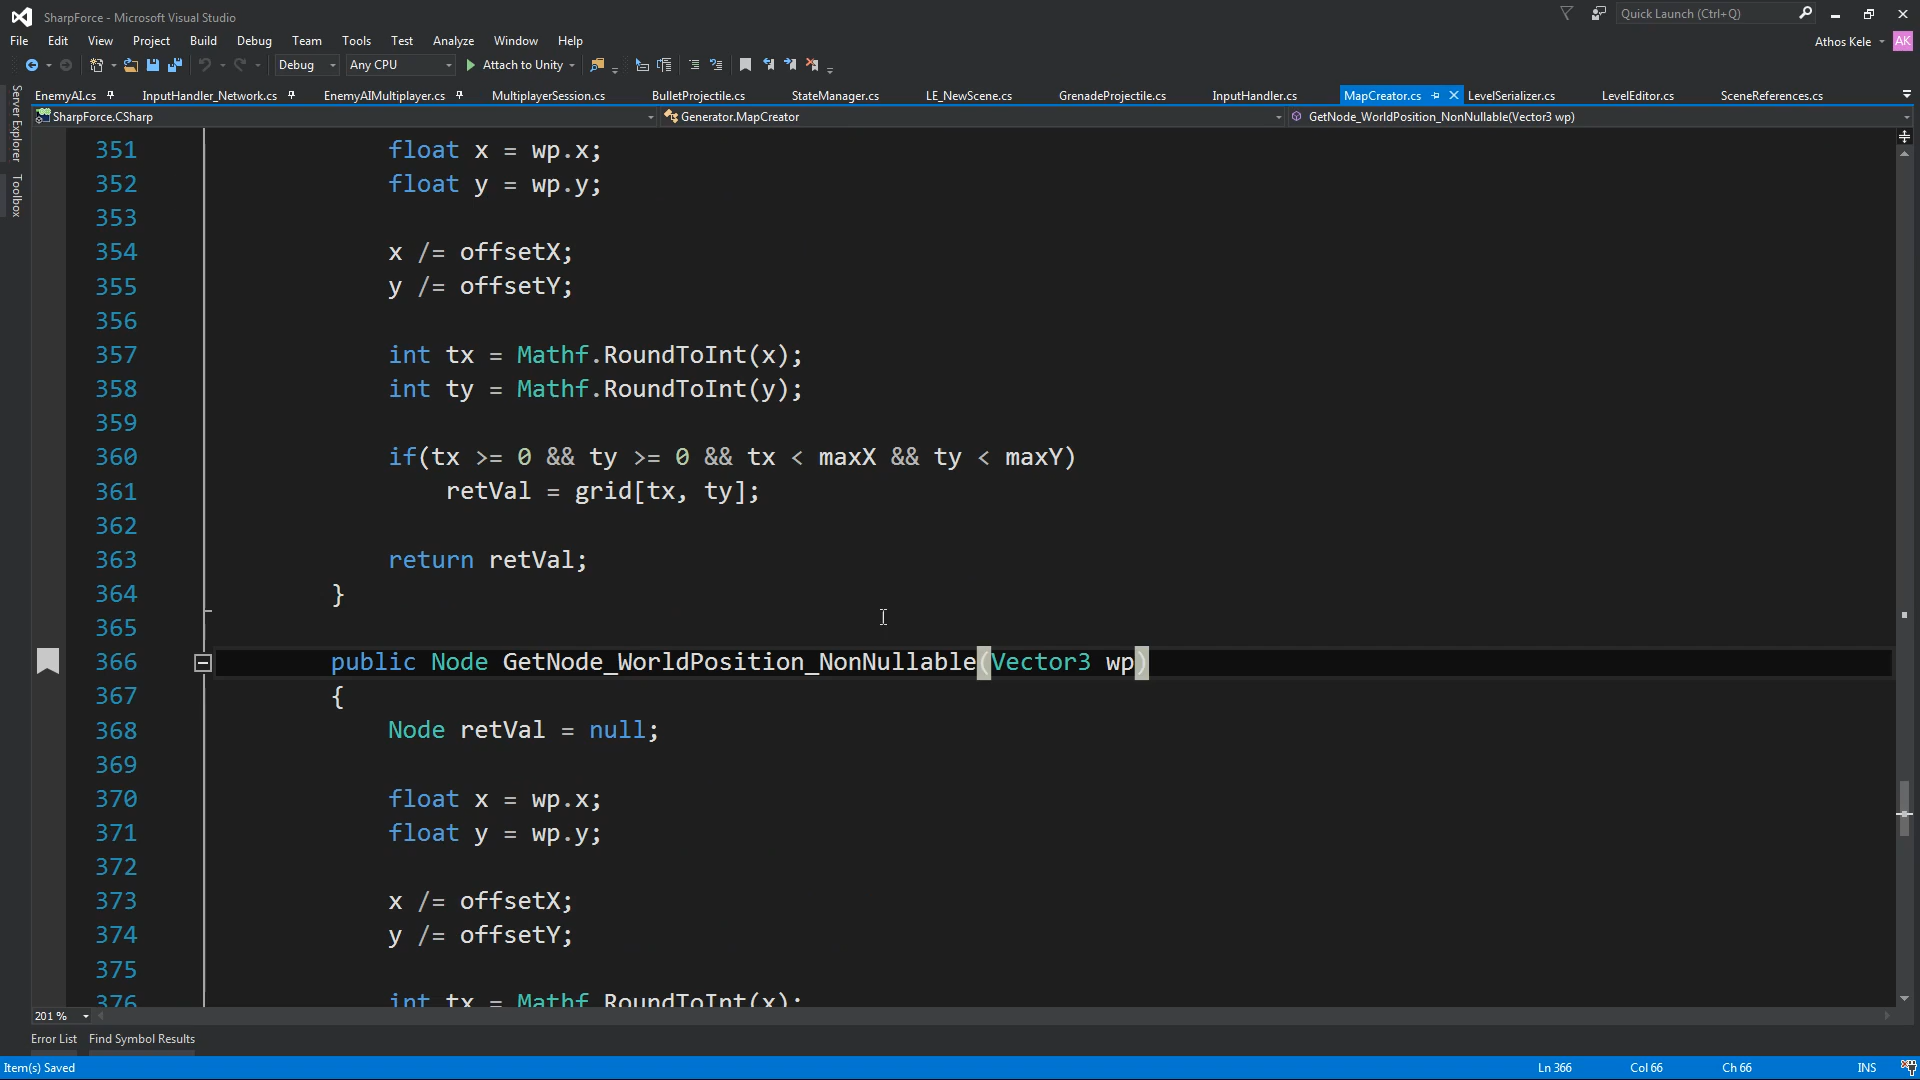 SharpForce - Microsoft Visual Studio
Quick Launch (Ctrl+Q)
File Edit View Project Build Debug Team Tools Test Analyze Window Help
Athos Kele AK
Debug Any CPU Attach to Unity
EnemyAI.cs InputHandler_Network.cs EnemyAIMultiplayer.cs MultiplayerSession.cs BulletProjectile.cs StateManager.cs LE_NewScene.cs GrenadeProjectile.cs InputHandler.cs MapCreator.cs LevelSerializer.cs LevelEditor.cs SceneReferences.cs
SharpForce.CSharp Generator.MapCreator GetNode_WorldPosition_NonNullable(Vector3 wp)
Server Explorer
Toolbox
351 float x = wp.x;
352 float y = wp.y;
353
354 x /= offsetX;
355 y /= offsetY;
356
357 int tx = Mathf.RoundToInt(x);
358 int ty = Mathf.RoundToInt(y);
359
360 if(tx >= 0 && ty >= 0 && tx < maxX && ty < maxY)
361 retVal = grid[tx, ty];
362
363 return retVal;
364 }
365
366 public Node GetNode_WorldPosition_NonNullable(Vector3 wp)
367 {
368 Node retVal = null;
369
370 float x = wp.x;
371 float y = wp.y;
372
373 x /= offsetX;
374 y /= offsetY;
375
376 int tx = Mathf.RoundToInt(x);
201 %
Error List Find Symbol Results
Item(s) Saved Ln 366 Col 66 Ch 66 INS